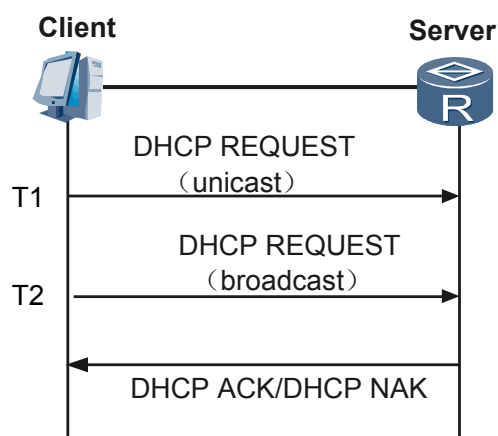 Client
Server
R
DHCP REQUEST
（unicast）
T1
DHCP REQUEST
（broadcast）
T2
DHCP ACK/DHCP NAK